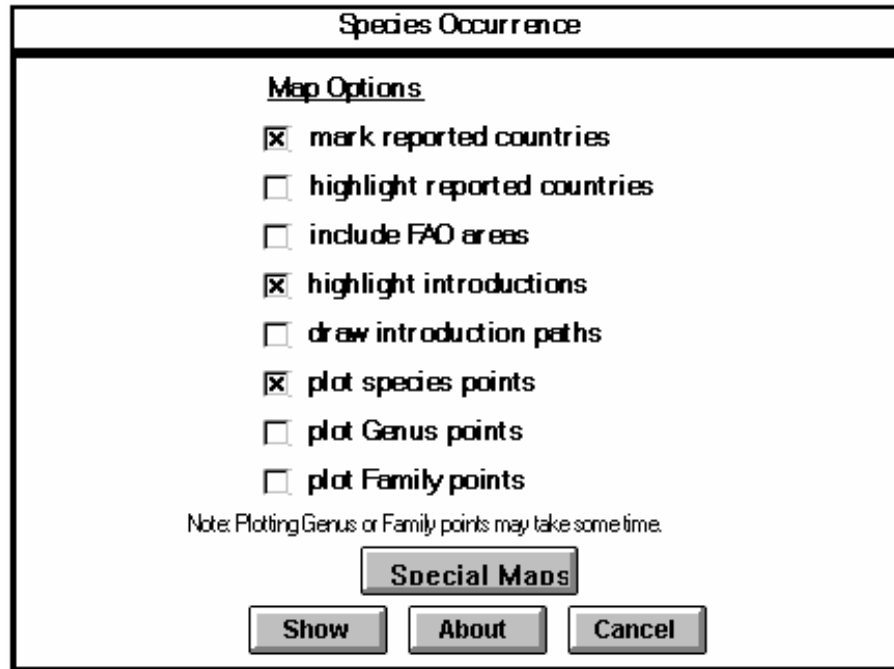 Species Occurrence
Map Options
mark reported countries
highlight reported countries
include FAO areas
highlight introductions
draw introduction paths
plot species points
plot Genus points
plot Family points
Note: Plotting Genus or Family points may take some time.
Special Maps
Show About Cancel